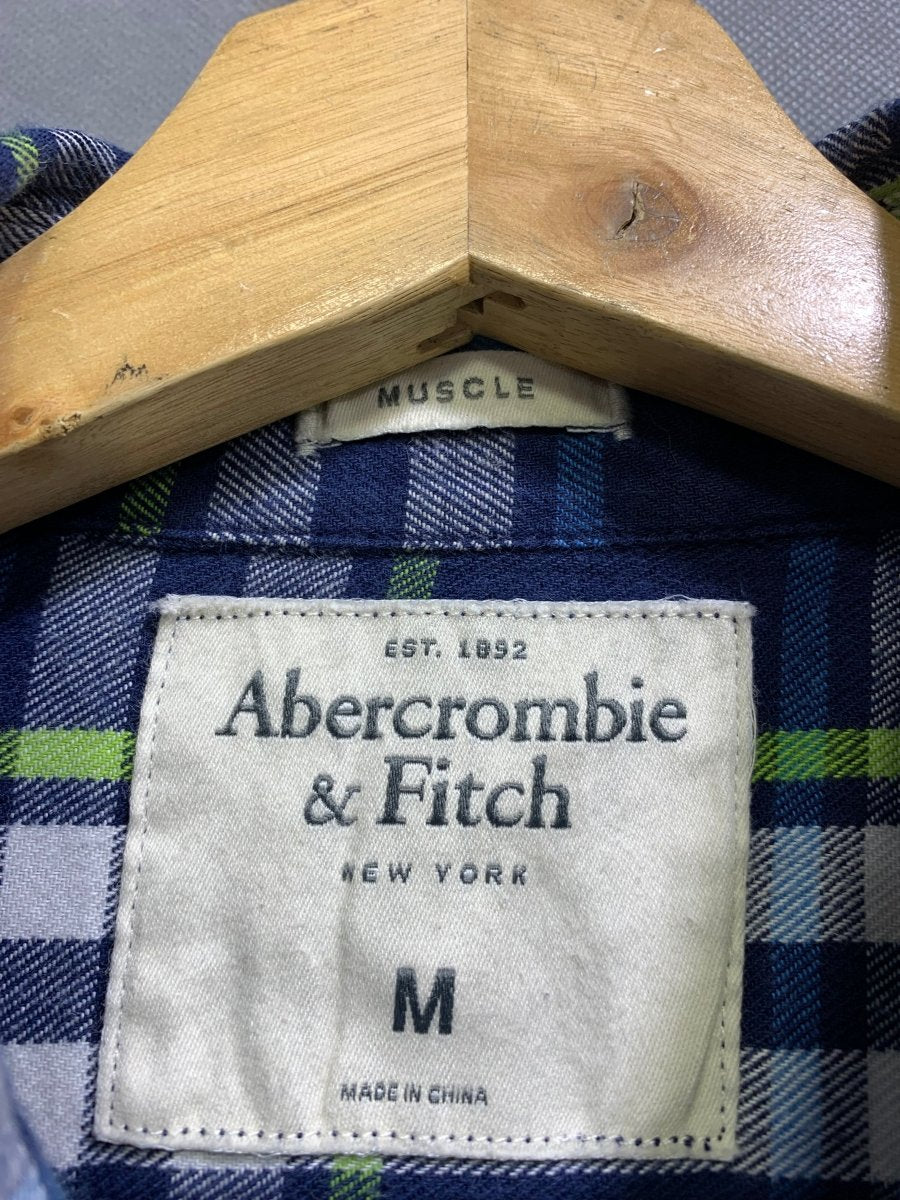 MUSCLE
EST. 1892
Abercrombie
& Fitch
NEW YORK
M
MADE IN CHINA